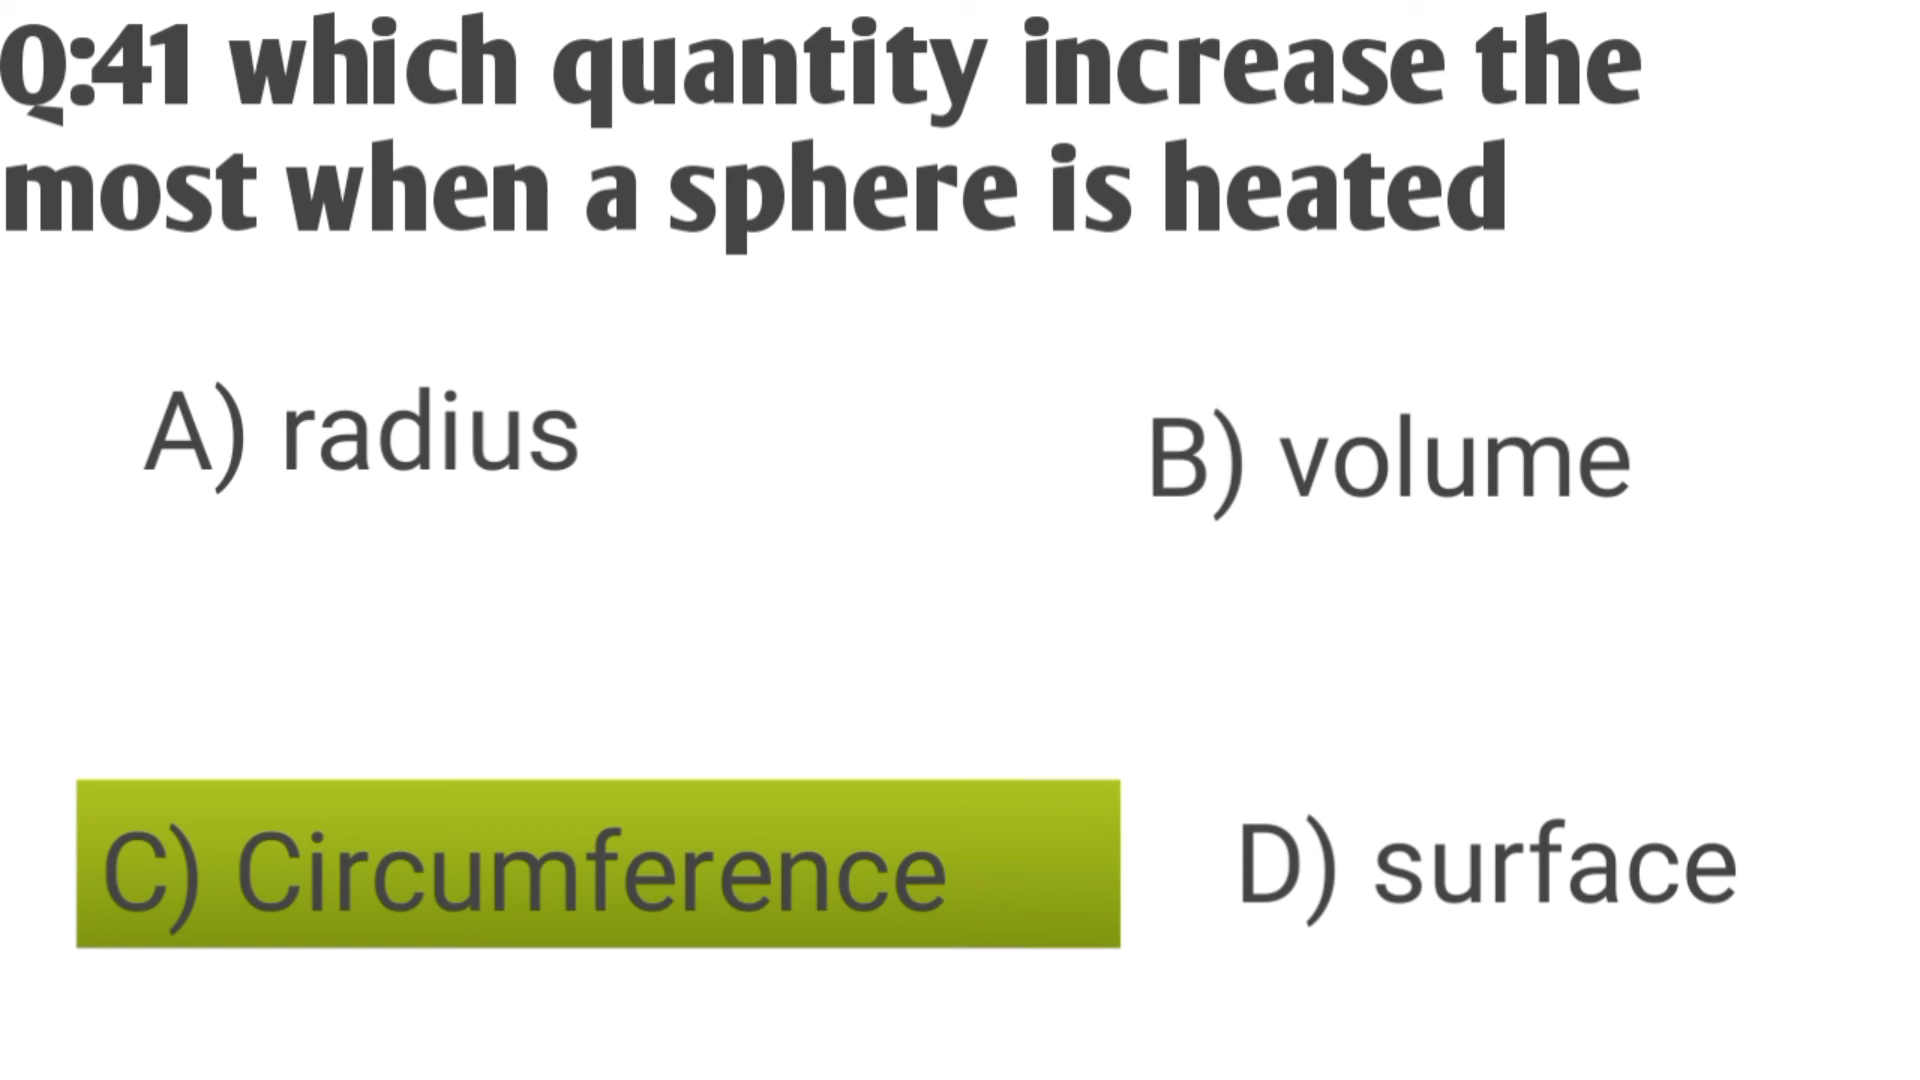 Q:41 which quantity increase the
most when a sphere is heated
A) radius
B) volume
C) Circumference
D) surface